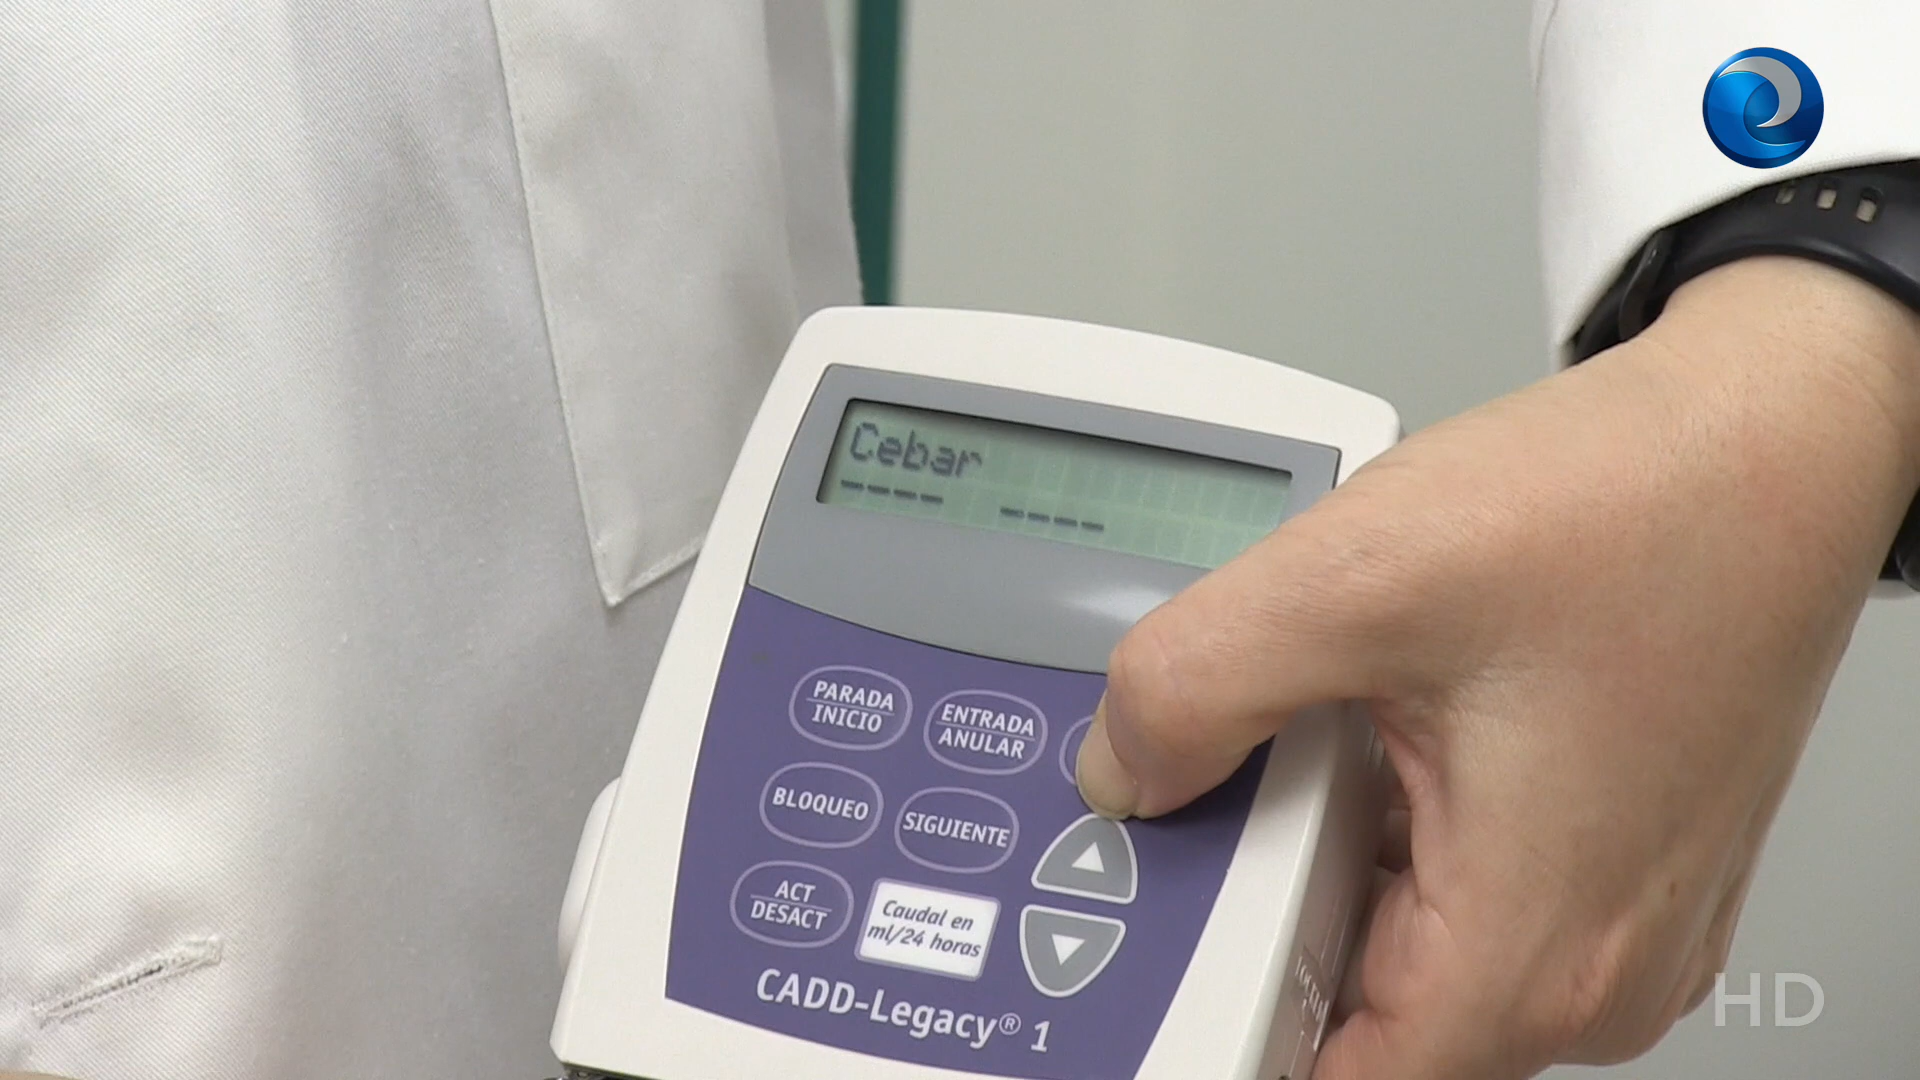 Cebar
---- ----
PARADA
INICIO
ENTRADA
ANULAR
BLOQUEO
SIGUIENTE
ACT
DESACT
Caudal en
ml/24 horas
CADD-Legacy® 1
HD